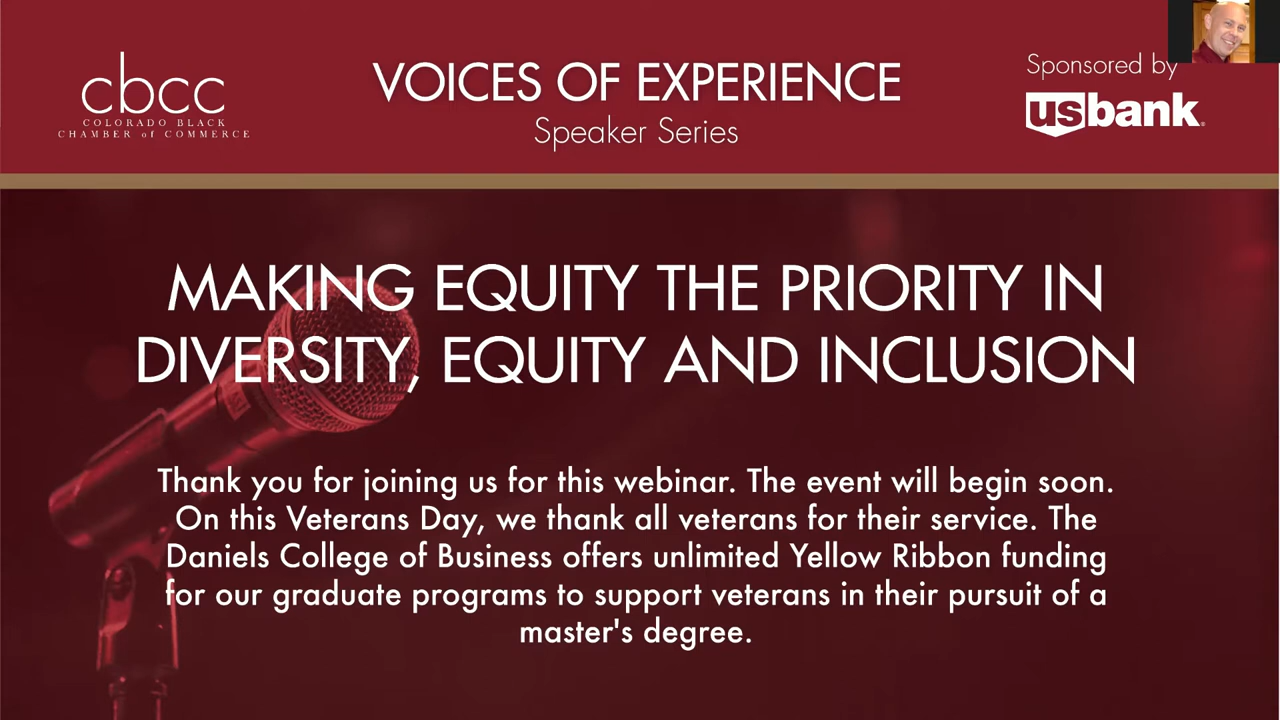 cbcc
COLORADO BLACK
CHAMBER of COMMERCE
VOICES OF EXPERIENCE
Speaker Series
Sponsored by
usbank
MAKING EQUITY THE PRIORITY IN
DIVERSITY, EQUITY AND INCLUSION
Thank you for joining us for this webinar. The event will begin soon.
On this Veterans Day, we thank all veterans for their service. The
Daniels College of Business offers unlimited Yellow Ribbon funding
for our graduate programs to support veterans in their pursuit of a
master's degree.